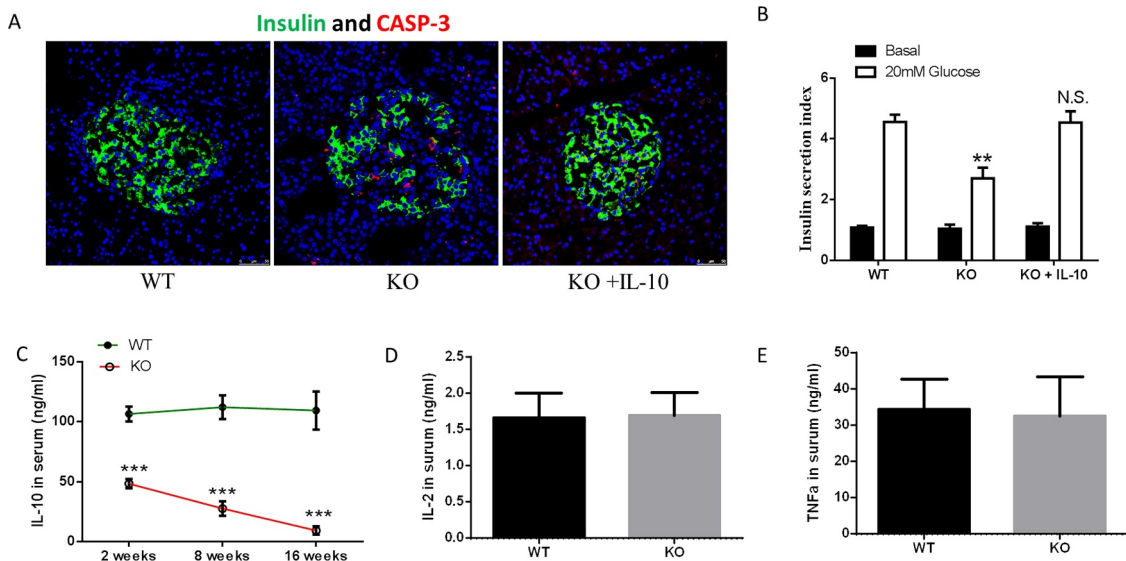 A
Insulin and CASP-3
WT
KO
KO +IL-10
B
Basal
20mM Glucose
Insulin secretion index
6
4
2
0
**
N.S.
WT
KO
KO + IL-10
C
WT
KO
IL-10 in serum (ng/ml)
150
100
50
0
***
***
***
2 weeks
8 weeks
16 weeks
D
IL-2 in surum (ng/ml)
2.5
2.0
1.5
1.0
0.5
0.0
WT
KO
E
TNFa in surum (ng/ml)
50
40
30
20
10
0
WT
KO